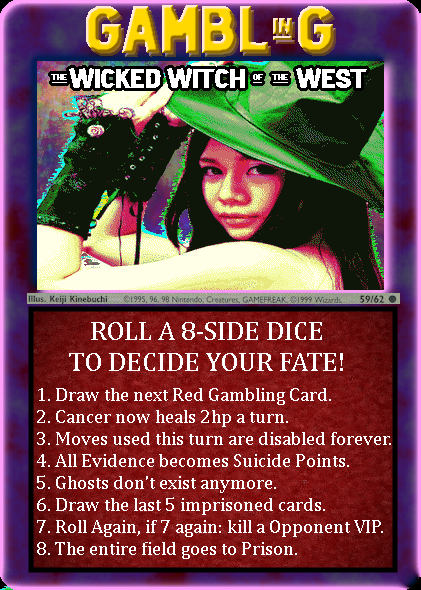 GAMBLinG
THE WICKED WITCH OF THE WEST
Illus. Keiji Kinebuchi ©1995, 96, 98 Nintendo, Creatures, GAMEFREAK. ©1999 Wizards. 59/62 ●
ROLL A 8-SIDE DICE
TO DECIDE YOUR FATE!
1. Draw the next Red Gambling Card.
2. Cancer now heals 2hp a turn.
3. Moves used this turn are disabled forever.
4. All Evidence becomes Suicide Points.
5. Ghosts don't exist anymore.
6. Draw the last 5 imprisoned cards.
7. Roll Again, if 7 again: kill a Opponent VIP.
8. The entire field goes to Prison.